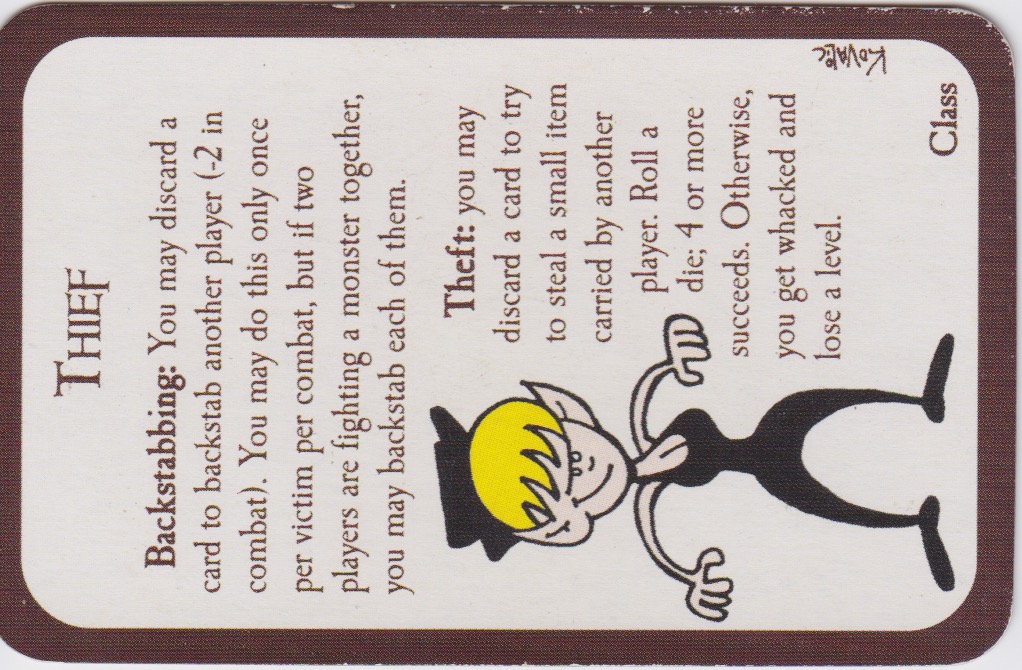 THIEF
Backstabbing: You may discard a
card to backstab another player (-2 in
combat). You may do this only once
per victim per combat, but if two
players are fighting a monster together,
you may backstab each of them.
Theft: you may
discard a card to try
to steal a small item
carried by another
player. Roll a
die; 4 or more
succeeds. Otherwise,
you get whacked and
lose a level.
Class
KOVALIC